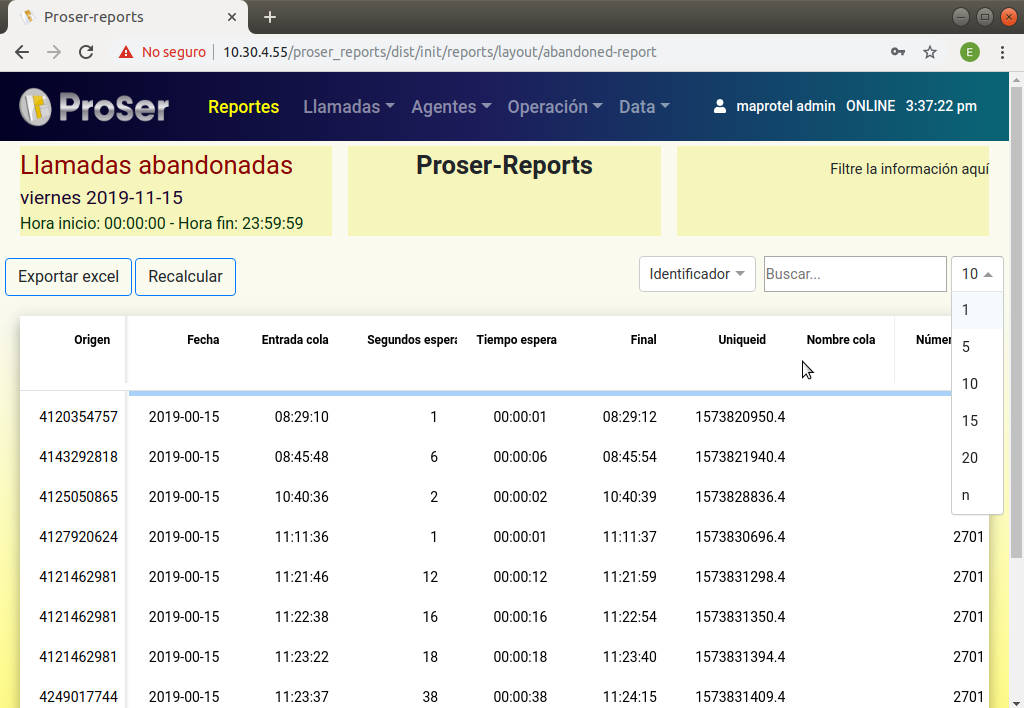 Proser-reports
No seguro
10.30.4.55/proser_reports/dist/init/reports/layout/abandoned-report
E
ProSer
Reportes Llamadas Agentes Operación Data
maprotel admin ONLINE 3:37:22 pm
Llamadas abandonadas
viernes 2019-11-15
Hora inicio: 00:00:00 - Hora fin: 23:59:59
Proser-Reports
Filtre la información aquí
Exportar excel Recalcular
Identificador Buscar... 10
1
5
10
15
20
n
Origen Fecha Entrada cola Segundos espera Tiempo espera Final Uniqueid Nombre cola
4120354757 2019-00-15 08:29:10 1 00:00:01 08:29:12 1573820950.4
4143292818 2019-00-15 08:45:48 6 00:00:06 08:45:54 1573821940.4
4125050865 2019-00-15 10:40:36 2 00:00:02 10:40:39 1573828836.4
4127920624 2019-00-15 11:11:36 1 00:00:01 11:11:37 1573830696.4 2701
4121462981 2019-00-15 11:21:46 12 00:00:12 11:21:59 1573831298.4 2701
4121462981 2019-00-15 11:22:38 16 00:00:16 11:22:54 1573831350.4 2701
4121462981 2019-00-15 11:23:22 18 00:00:18 11:23:40 1573831394.4 2701
4249017744 2019-00-15 11:23:37 38 00:00:38 11:24:15 1573831409.4 2701